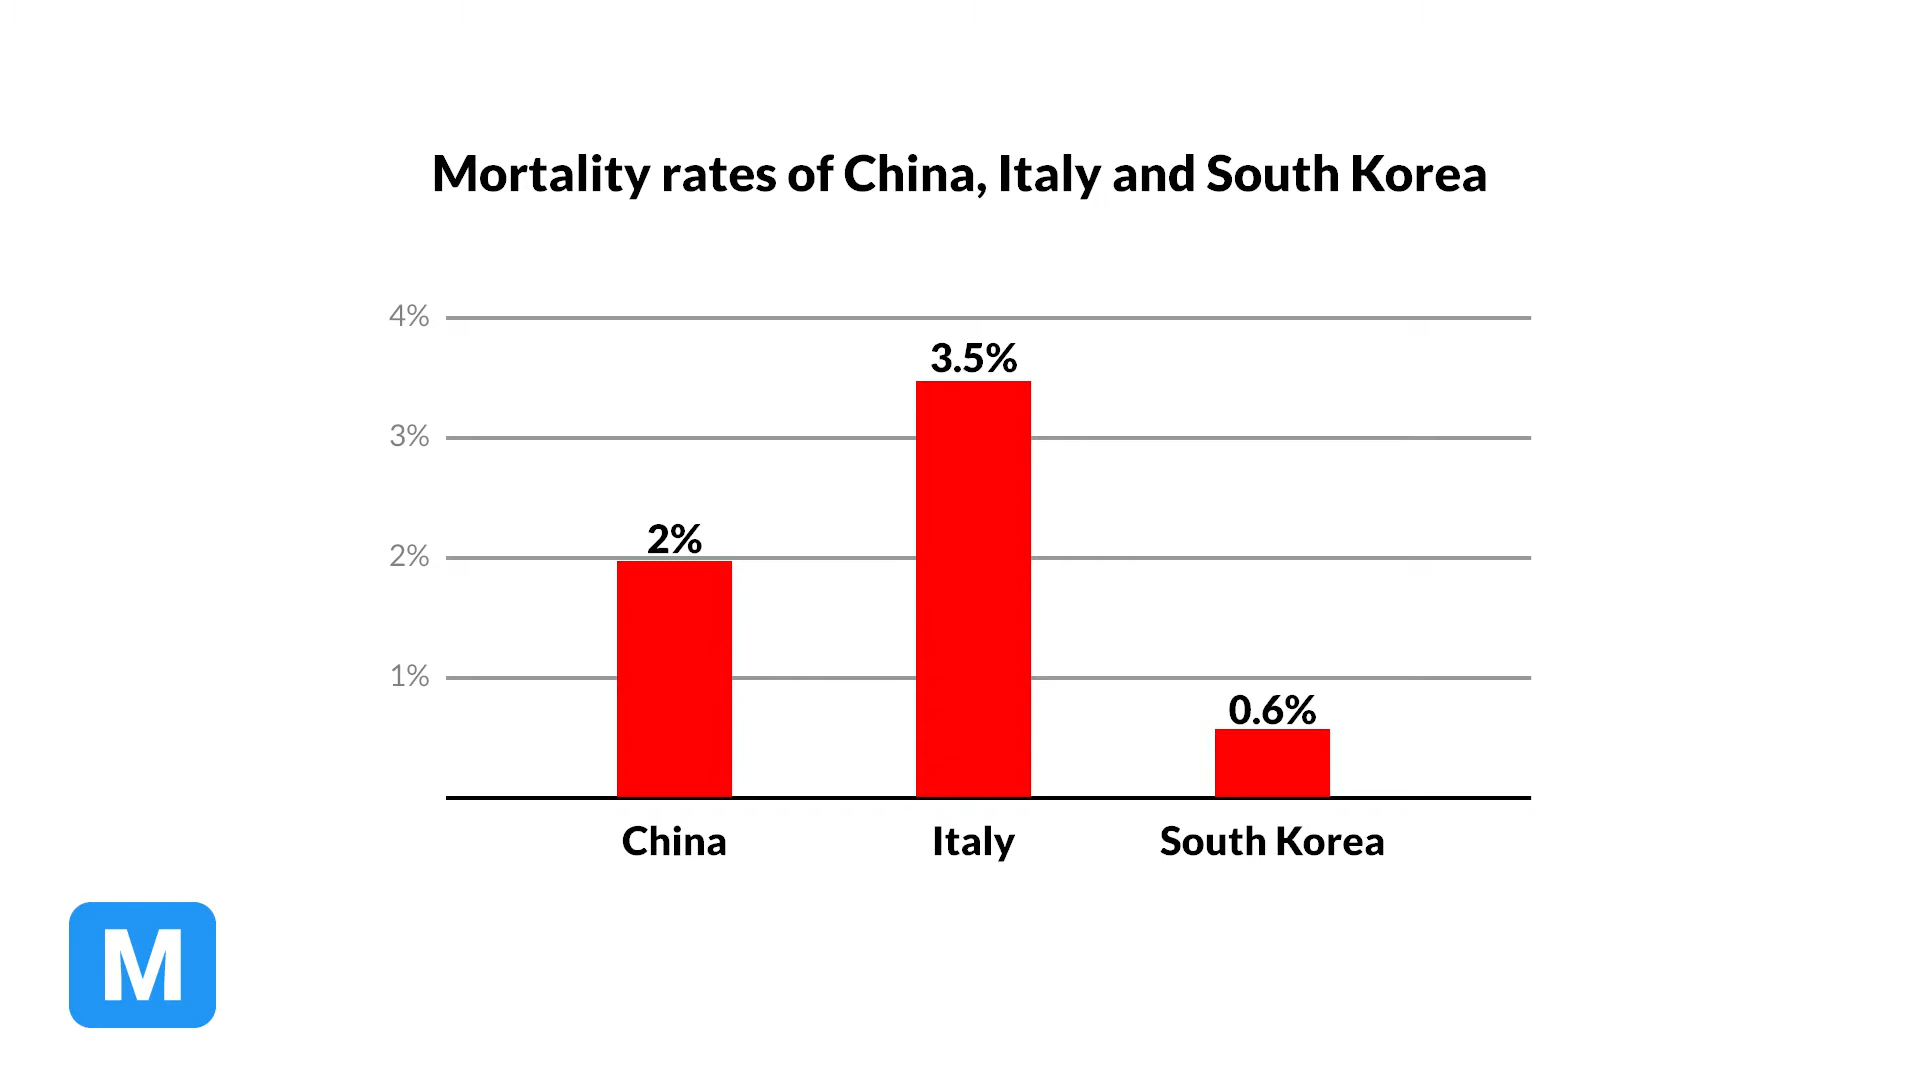 Mortality rates of China, Italy and South Korea
4%
3.5%
3%
2%
2%
1%
0.6%
China Italy South Korea
M